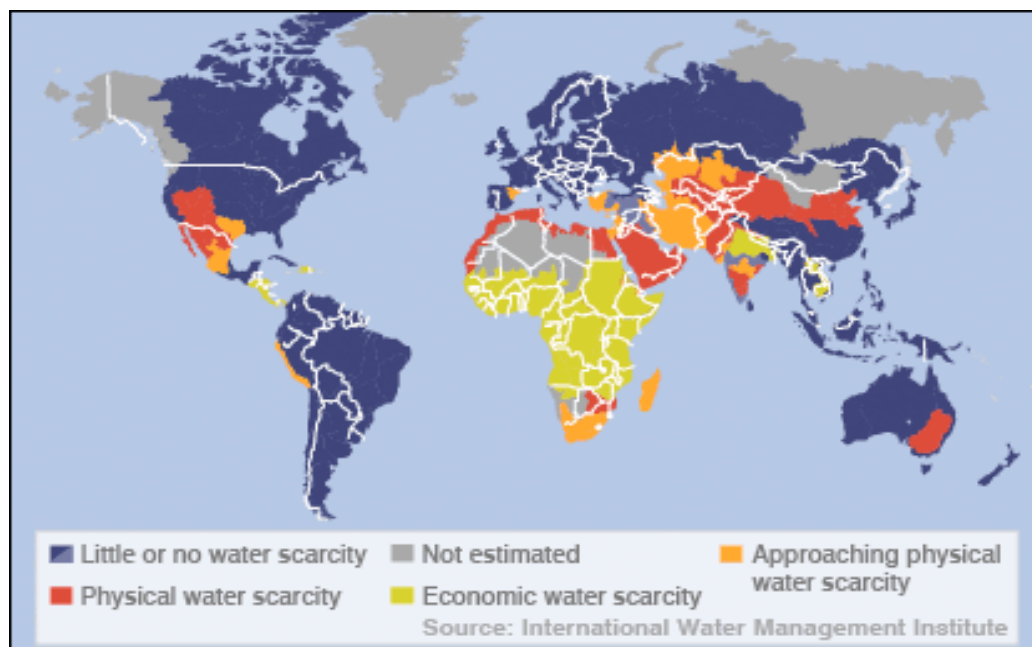 Little or no water scarcity
Not estimated
Approaching physical
water scarcity
Physical water scarcity
Economic water scarcity
Source: International Water Management Institute